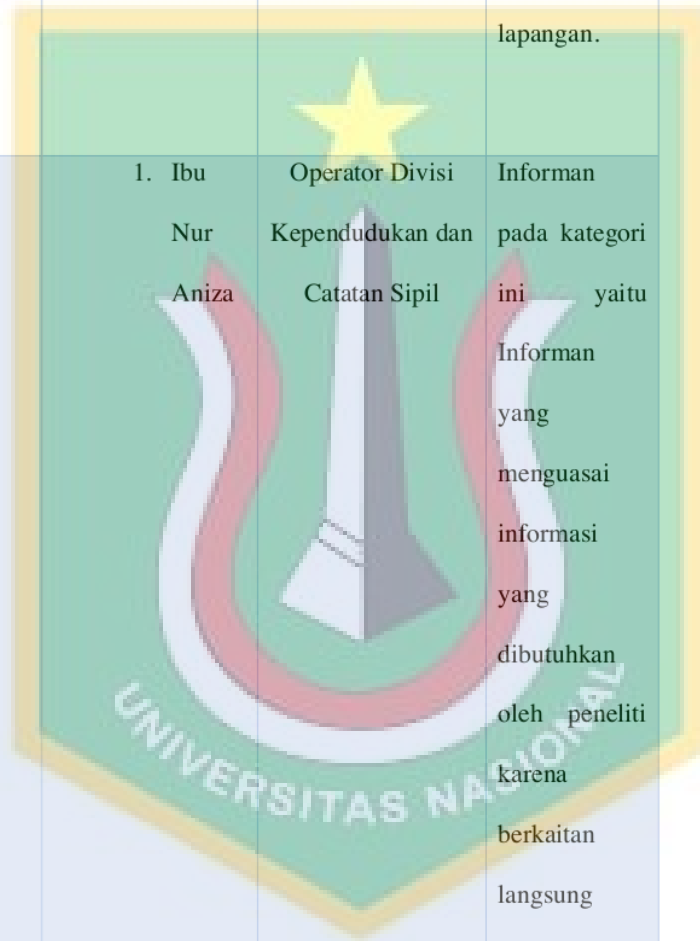 lapangan.
1. Ibu Operator Divisi Informan
Nur Kependudukan dan pada kategori
Aniza Catatan Sipil ini yaitu
Informan
yang
menguasai
informasi
yang
dibutuhkan
oleh peneliti
karena
berkaitan
langsung
UNIVERSITAS NASIONAL